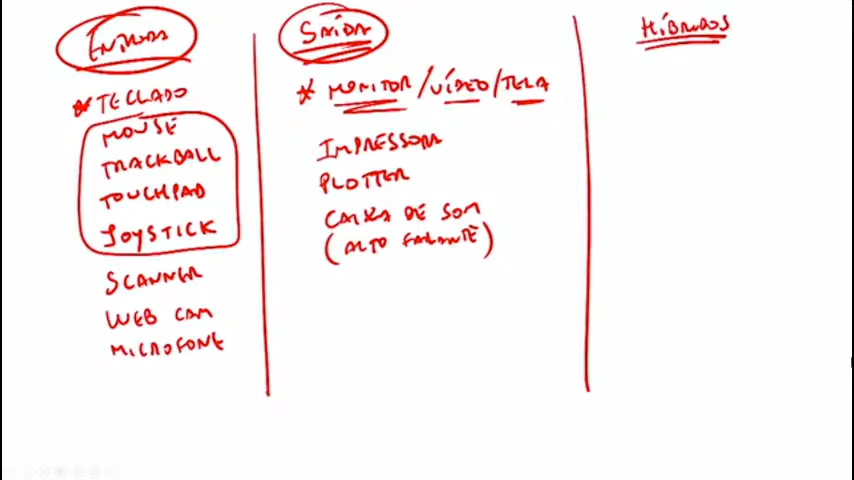 ENTRADA
* TECLADO
MOUSE
TRACKBALL
TOUCHPAD
JOYSTICK
SCANNER
WEB CAM
MICROFONE
SAÍDA
* MONITOR / VÍDEO / TELA
IMPRESSORA
PLOTTER
CAIXA DE SOM
(ALTO FALANTE)
HÍBRIDOS